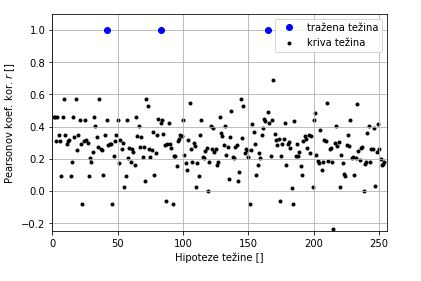 1.0
0.8
0.6
0.4
0.2
0.0
−0.2
Pearsonov koef. kor. r []
tražena težina
kriva težina
0 50 100 150 200 250
Hipoteze težine []